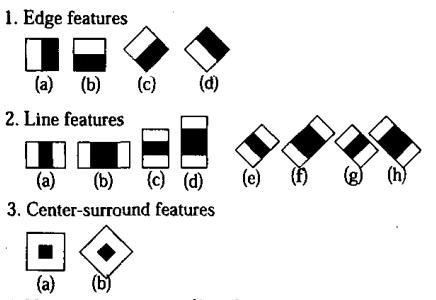 1. Edge features
(a) (b) (c) (d)
2. Line features
(a) (b) (c) (d) (e) (f) (g) (h)
3. Center-surround features
(a) (b)